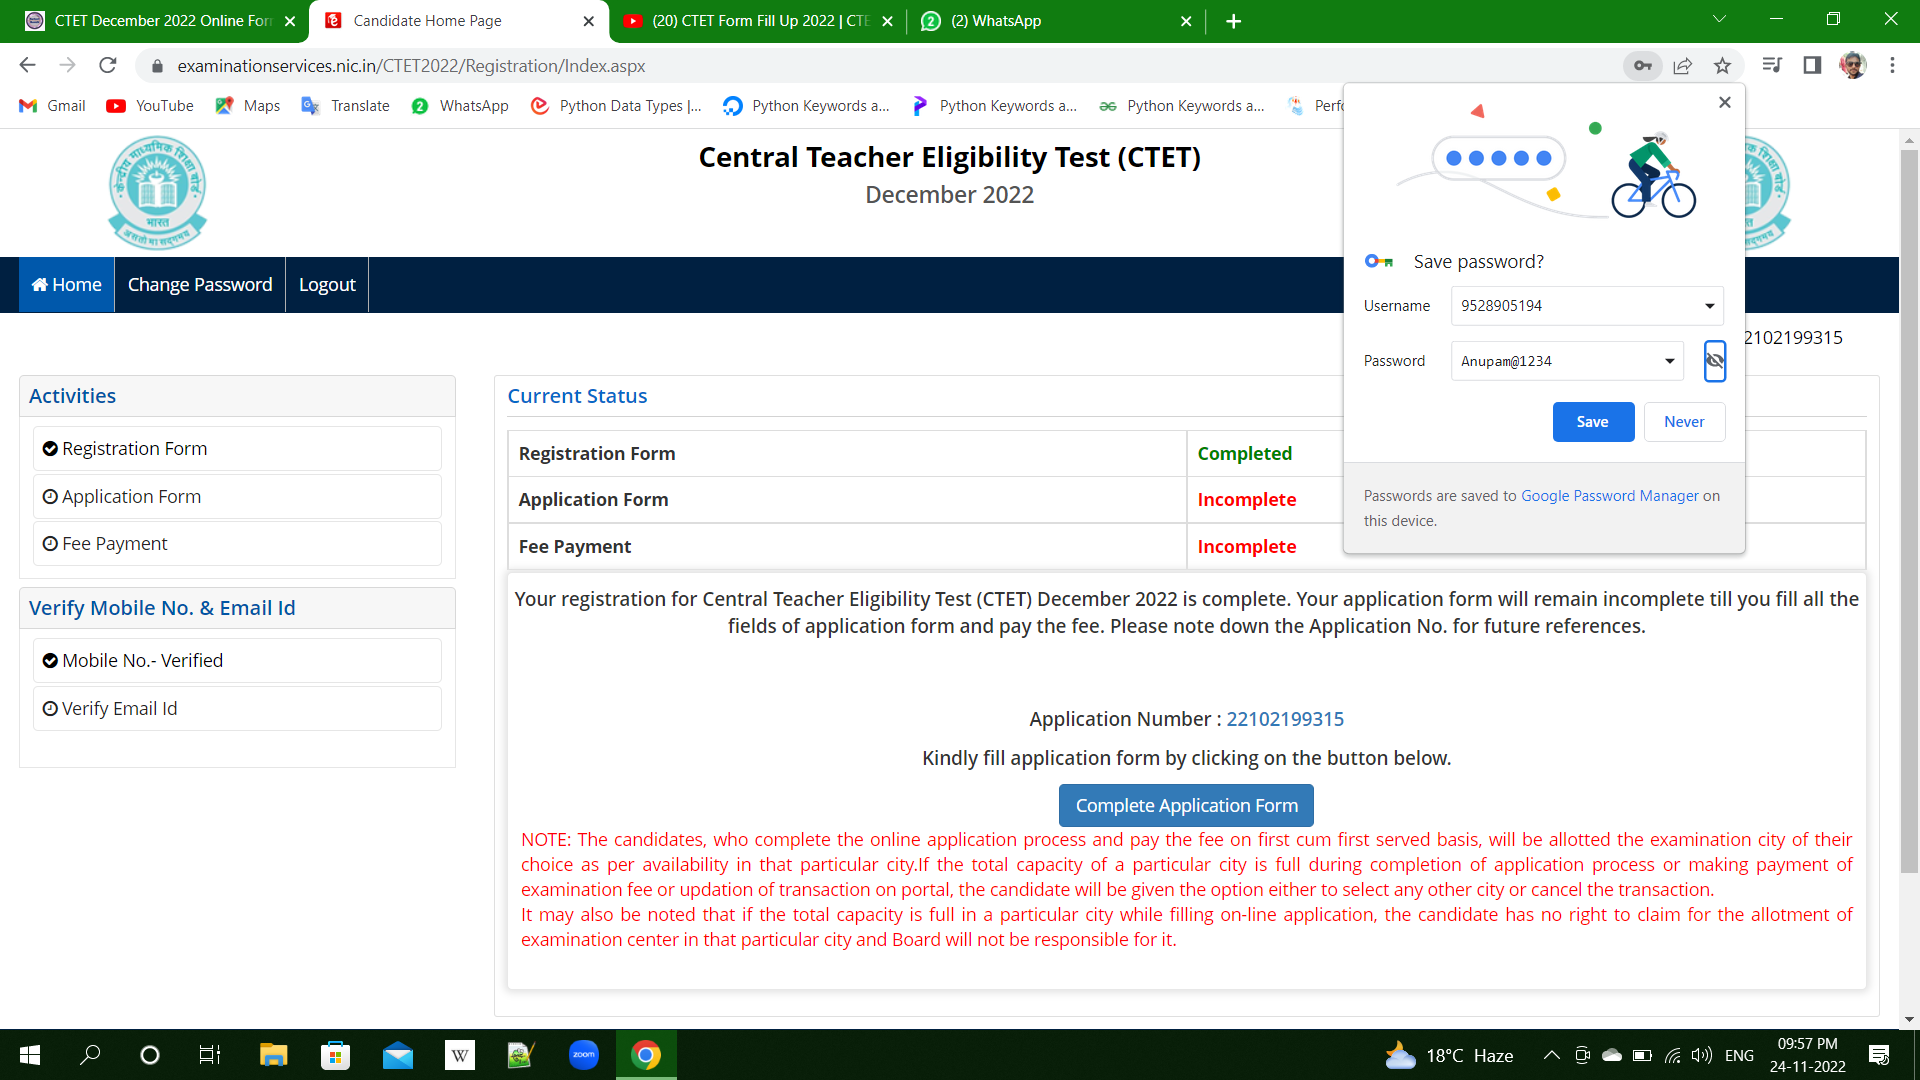 CTET December 2022 Online For
Candidate Home Page
(20) CTET Form Fill Up 2022 | CTE
(2) WhatsApp
examinationservices.nic.in/CTET2022/Registration/Index.aspx
Gmail
YouTube
Maps
Translate
WhatsApp
Python Data Types |...
Python Keywords a...
Python Keywords a...
Python Keywords a...
Perfo
Central Teacher Eligibility Test (CTET)
December 2022
Home
Change Password
Logout
2102199315
Save password?
Username 9528905194
Password Anupam@1234
Save Never
Passwords are saved to Google Password Manager on
this device.
Activities
Registration Form
Application Form
Fee Payment
Verify Mobile No. & Email Id
Mobile No.- Verified
Verify Email Id
Current Status
Registration Form Completed
Application Form Incomplete
Fee Payment Incomplete
Your registration for Central Teacher Eligibility Test (CTET) December 2022 is complete. Your application form will remain incomplete till you fill all the
fields of application form and pay the fee. Please note down the Application No. for future references.
Application Number : 22102199315
Kindly fill application form by clicking on the button below.
Complete Application Form
NOTE: The candidates, who complete the online application process and pay the fee on first cum first served basis, will be allotted the examination city of their
choice as per availability in that particular city.If the total capacity of a particular city is full during completion of application process or making payment of
examination fee or updation of transaction on portal, the candidate will be given the option either to select any other city or cancel the transaction.
It may also be noted that if the total capacity is full in a particular city while filling on-line application, the candidate has no right to claim for the allotment of
examination center in that particular city and Board will not be responsible for it.
W
zoom
18°C Haze
ENG
09:57 PM
24-11-2022